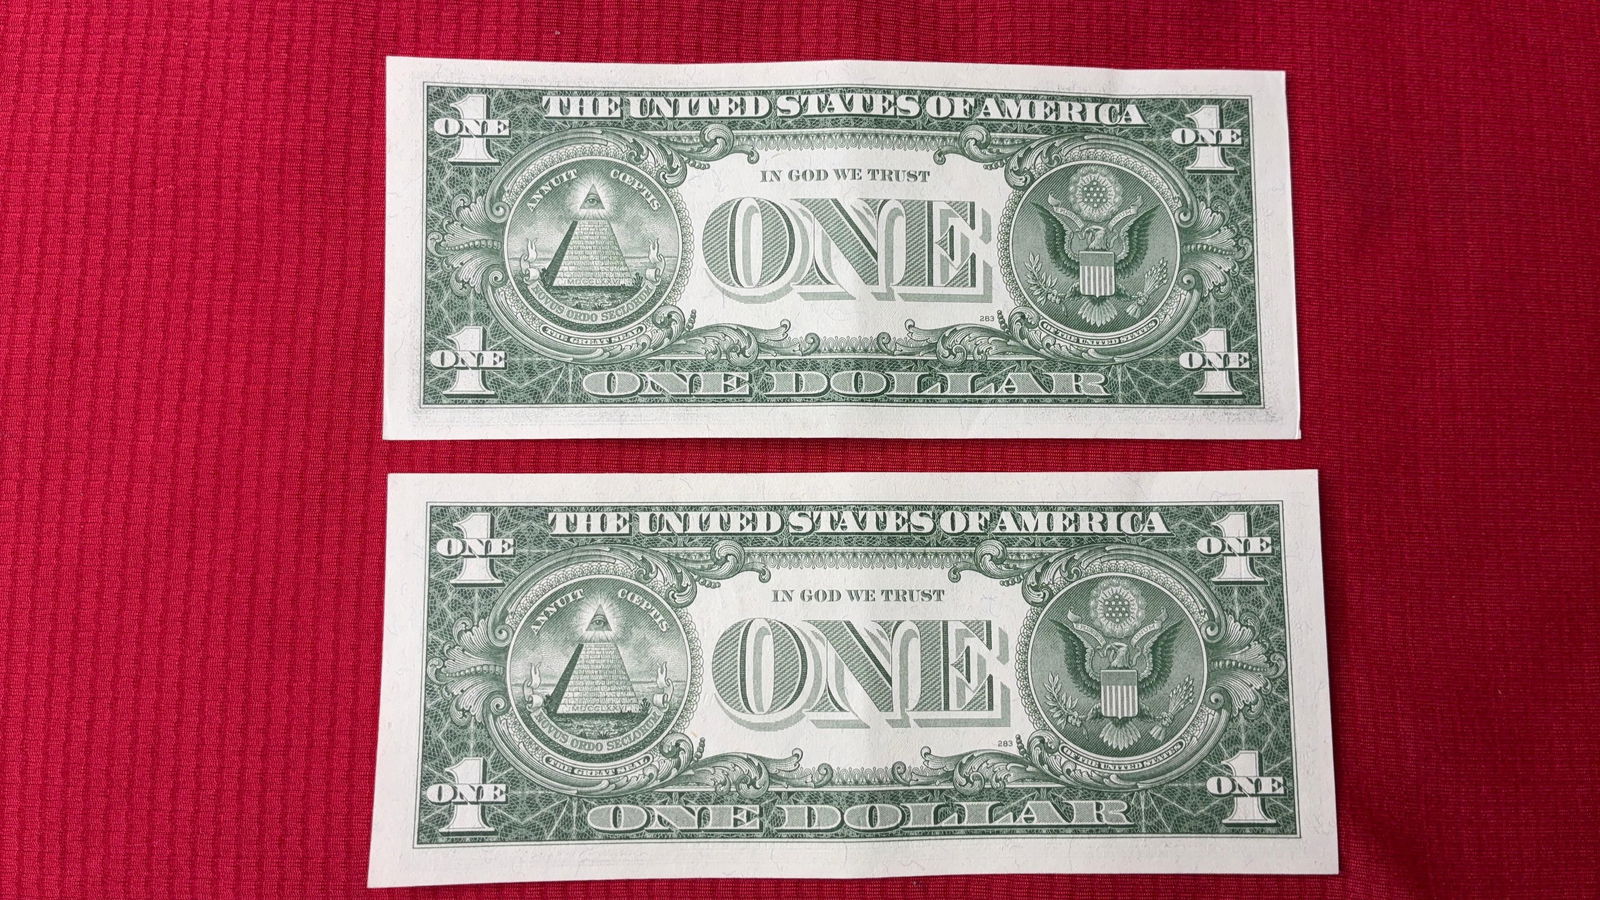 1 ONE
THE UNITED STATES OF AMERICA
1 ONE
ANNUIT CŒPTIS
IN GOD WE TRUST
ONE
MDCCLXXVI
NOVUS ORDO SECLORUM
283
THE GREAT SEAL
OF THE UNITED STATES
1 ONE
ONE DOLLAR
1 ONE
1 ONE
THE UNITED STATES OF AMERICA
1 ONE
ANNUIT CŒPTIS
IN GOD WE TRUST
ONE
MDCCLXXVI
NOVUS ORDO SECLORUM
283
THE GREAT SEAL
OF THE UNITED STATES
1 ONE
ONE DOLLAR
1 ONE